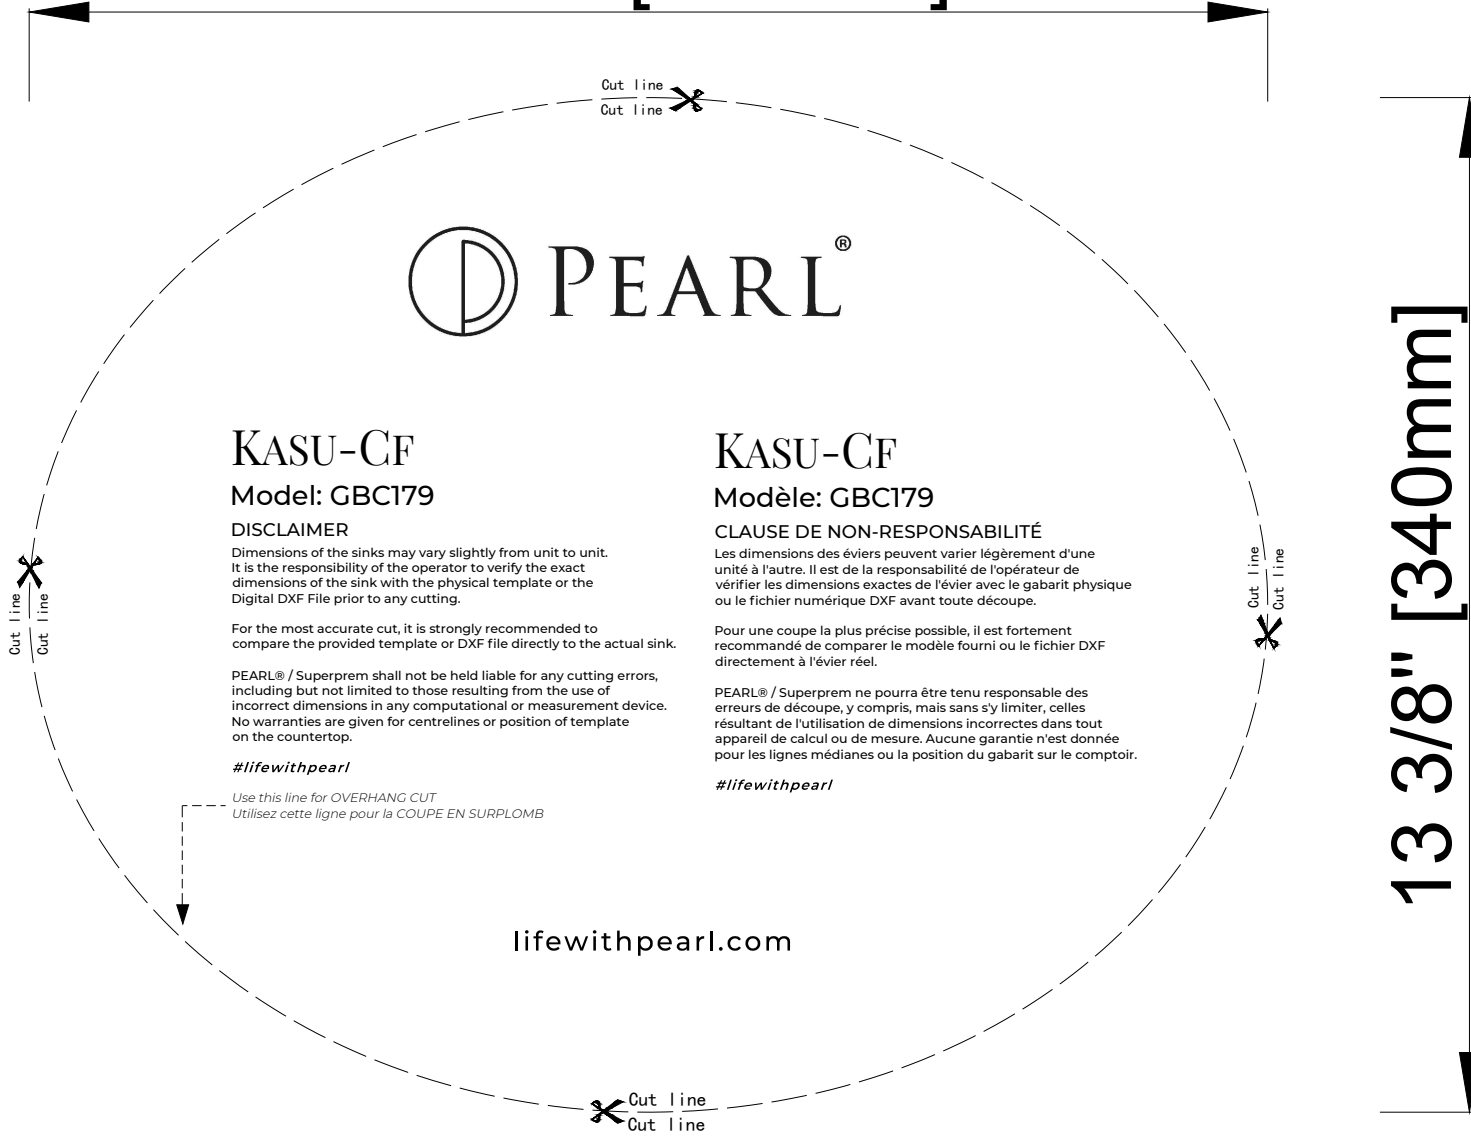 Cut line
Cut line
PEARL®
KASU-CF
Model: GBC179
DISCLAIMER
Dimensions of the sinks may vary slightly from unit to unit.
It is the responsibility of the operator to verify the exact
dimensions of the sink with the physical template or the
Digital DXF File prior to any cutting.
For the most accurate cut, it is strongly recommended to
compare the provided template or DXF file directly to the actual sink.
PEARL® / Superprem shall not be held liable for any cutting errors,
including but not limited to those resulting from the use of
incorrect dimensions in any computational or measurement device.
No warranties are given for centrelines or position of template
on the countertop.
#lifewithpearl
Use this line for OVERHANG CUT
Utilisez cette ligne pour la COUPE EN SURPLOMB
KASU-CF
Modèle: GBC179
CLAUSE DE NON-RESPONSABILITÉ
Les dimensions des éviers peuvent varier légèrement d'une
unité à l'autre. Il est de la responsabilité de l'opérateur de
vérifier les dimensions exactes de l'évier avec le gabarit physique
ou le fichier numérique DXF avant toute découpe.
Pour une coupe la plus précise possible, il est fortement
recommandé de comparer le modèle fourni ou le fichier DXF
directement à l'évier réel.
PEARL® / Superprem ne pourra être tenu responsable des
erreurs de découpe, y compris, mais sans s'y limiter, celles
résultant de l'utilisation de dimensions incorrectes dans tout
appareil de calcul ou de mesure. Aucune garantie n'est donnée
pour les lignes médianes ou la position du gabarit sur le comptoir.
#lifewithpearl
Cut line
Cut line
Cut line
Cut line
13 3/8" [340mm]
lifewithpearl.com
Cut line
Cut line